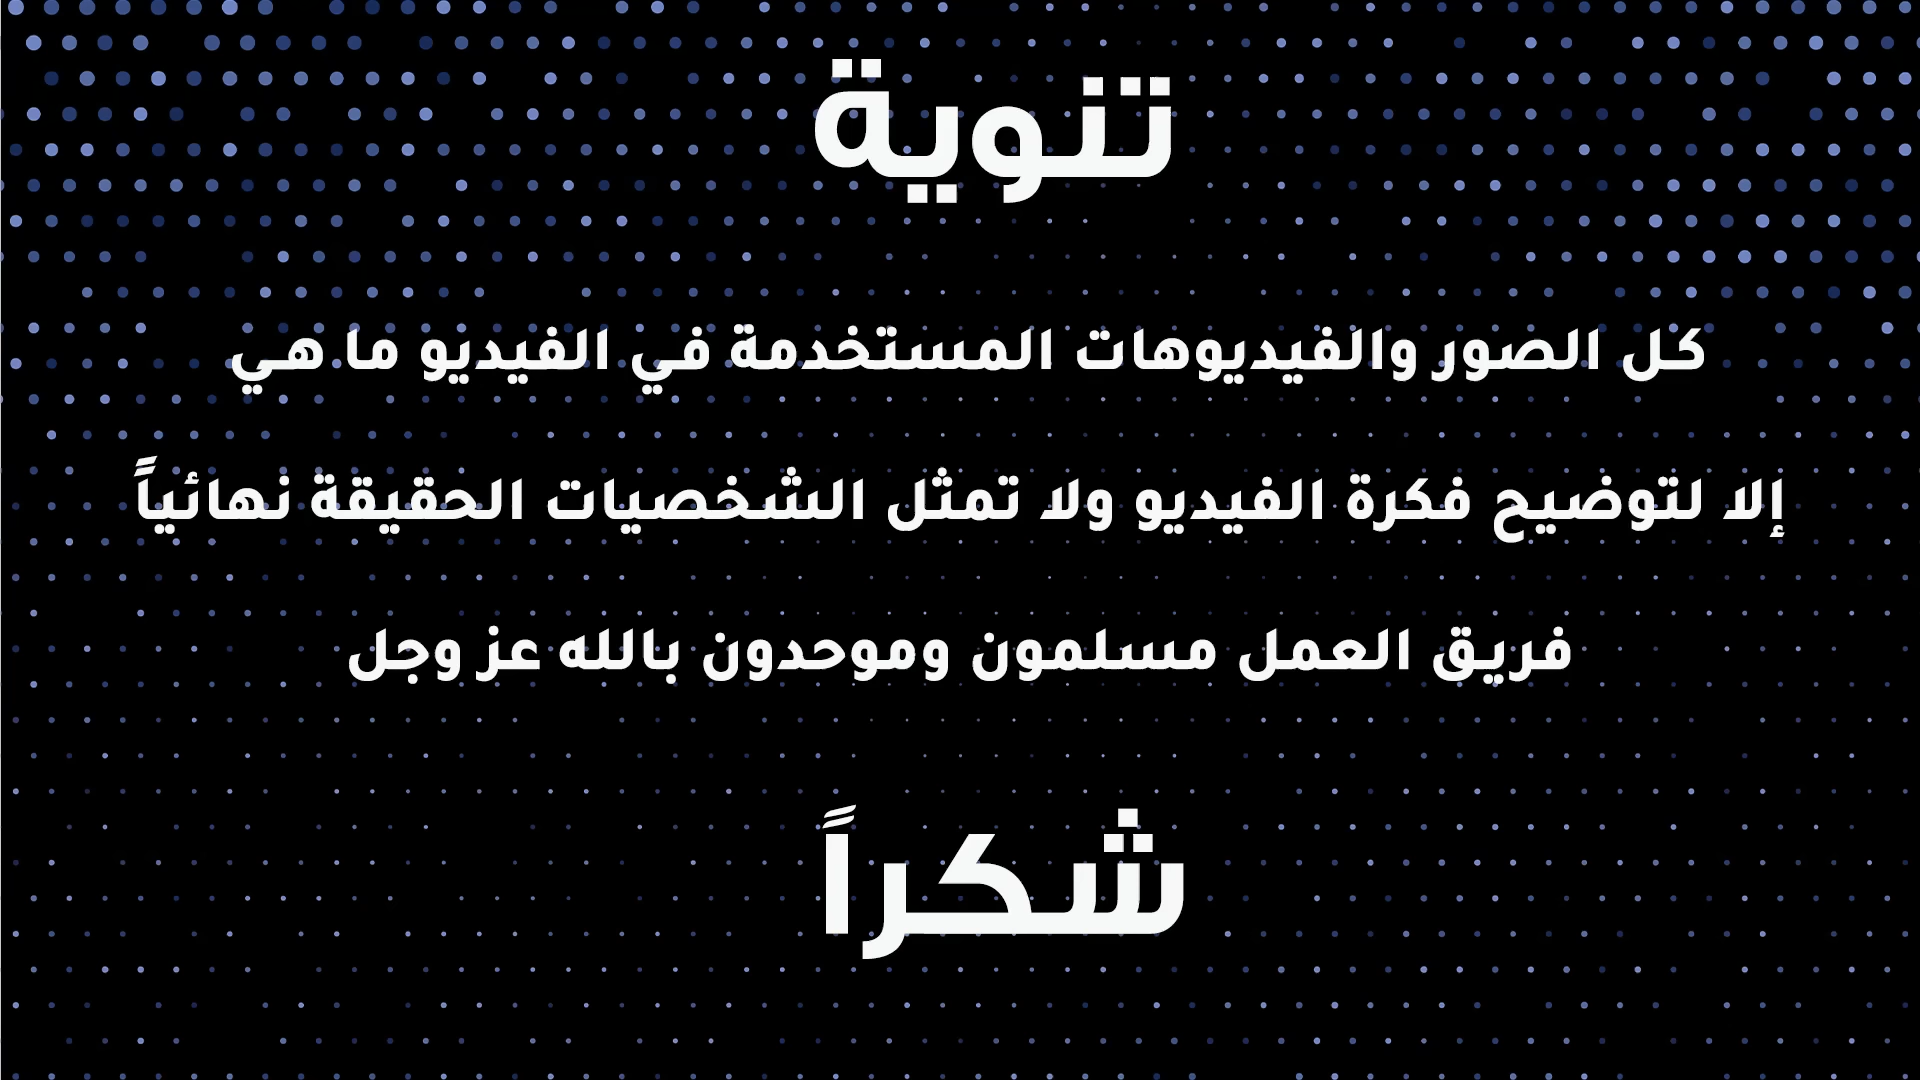 تنوية
كل الصور والفيديوهات المستخدمة في الفيديو ما هي
إلا لتوضيح فكرة الفيديو ولا تمثل الشخصيات الحقيقة نهائياً
فريق العمل مسلمون وموحدون بالله عز وجل
شكراً